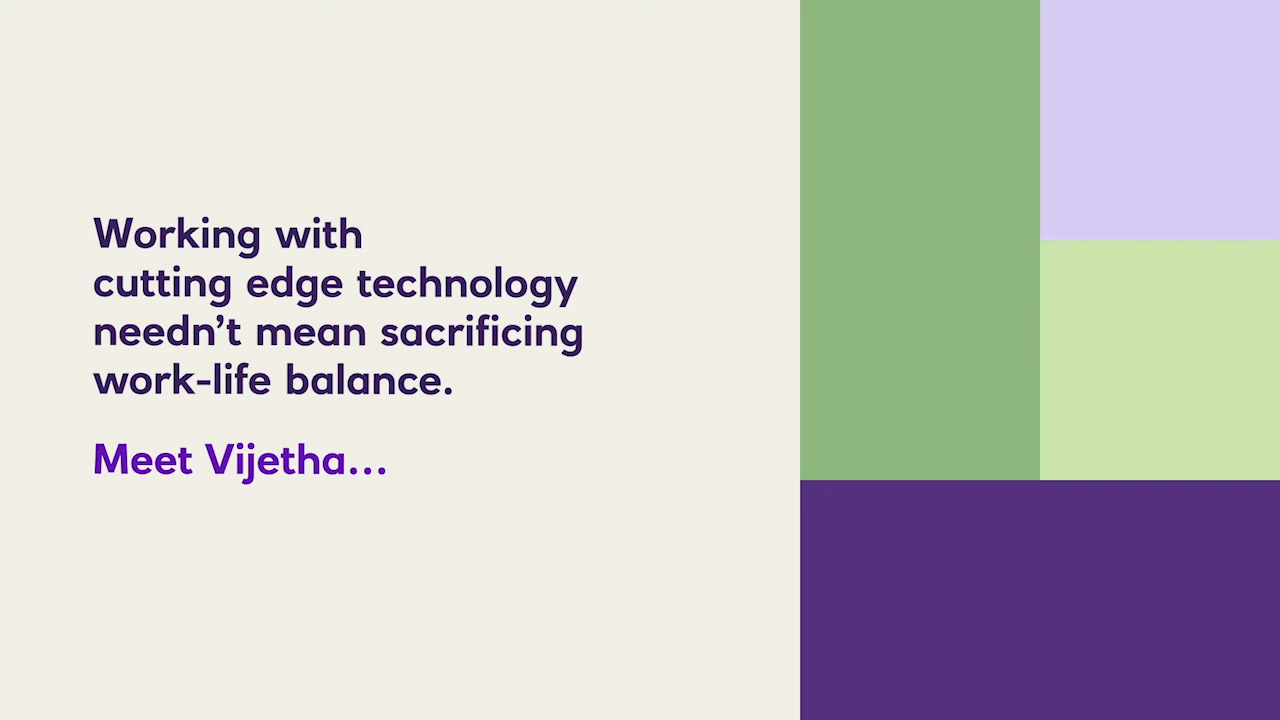 Working with
cutting edge technology
needn’t mean sacrificing
work-life balance.
Meet Vijetha...